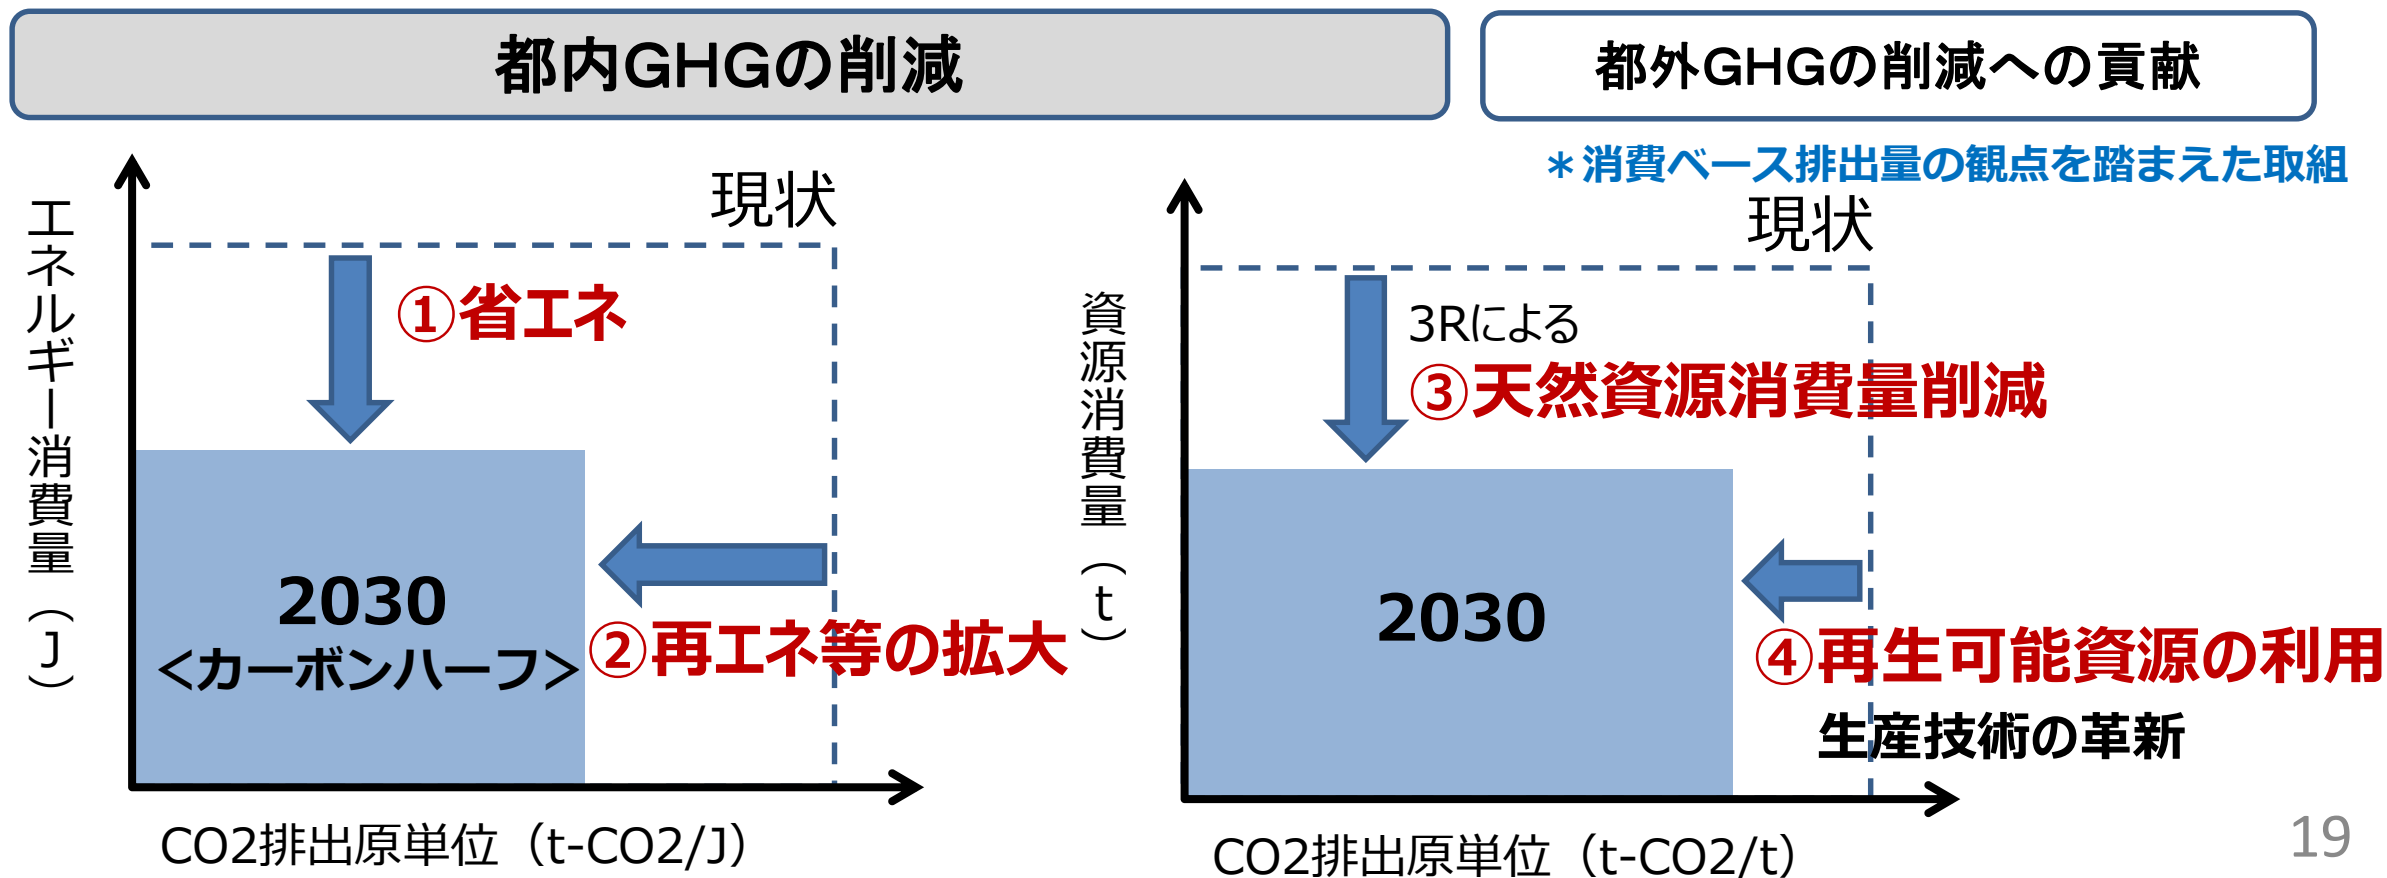 都内GHGの削減
都外GHGの削減への貢献
＊消費ベース排出量の観点を踏まえた取組
現状
エネルギー消費量（J）
①省エネ
②再エネ等の拡大
2030
<カーボンハーフ>
CO2排出原単位（t-CO2/J）
現状
資源消費量（t）
3Rによる
③天然資源消費量削減
2030
④再生可能資源の利用
生産技術の革新
CO2排出原単位（t-CO2/t）
19